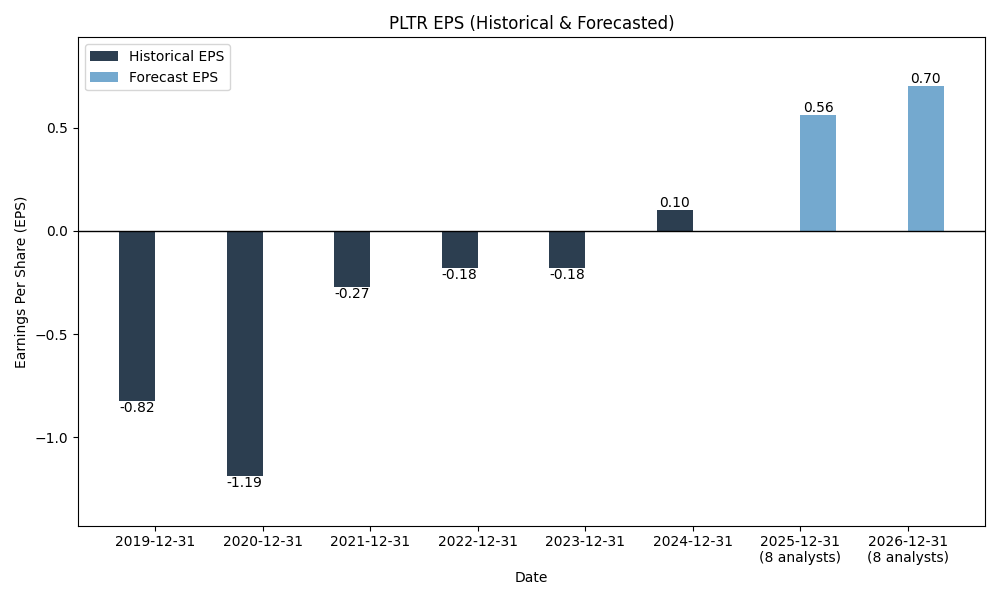 PLTR EPS (Historical & Forecasted)
Historical EPS
Forecast EPS
Earnings Per Share (EPS)
0.5
0.0
−0.5
−1.0
-0.82
-1.19
-0.27
-0.18
-0.18
0.10
0.56
0.70
2019-12-31
2020-12-31
2021-12-31
2022-12-31
2023-12-31
2024-12-31
2025-12-31
(8 analysts)
2026-12-31
(8 analysts)
Date